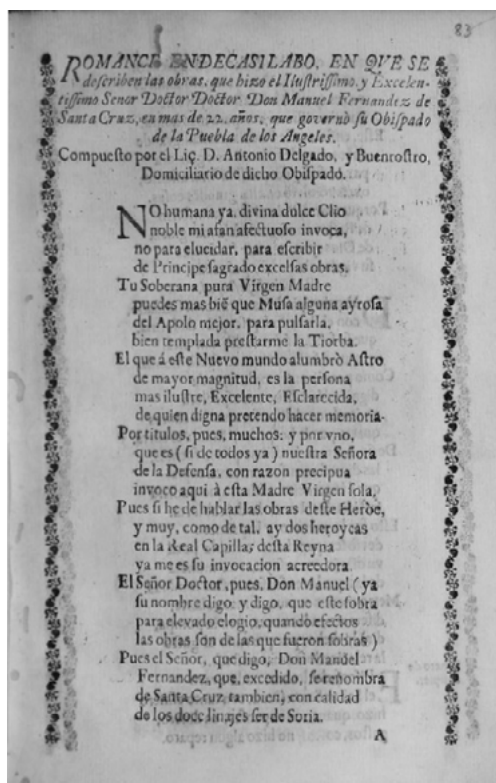 83
ROMANCE ENDECASILABO, EN QVE SE
deſcriben las obras, que hizo el Iluſtriſſimo, y Excelen-
tiſſimo Señor Doctor Doctor Don Manuel Fernandez de
Santa Cruz, en mas de 22. años, que governò ſu Obiſpado
de la Puebla de los Angeles.
Compueſto por el Liç. D. Antonio Delgado, y Buenroſtro,
Domiciliario de dicho Obiſpado.
NO humana ya, divina dulce Clio
noble mi afan afectuoſo invoca,
no para elucidar, para eſcribir
de Principe ſagrado excelſas obras.
Tu Soberana pura Virgen Madre
puedes mas biẽ que Muſa alguna ayroſa
del Apolo mejor, para pulſarla,
bien templada preſtarme la Tiorba.
El que á eſte Nuevo mundo alumbrò Aſtro
de mayor magnitud, es la perſona
mas iluſtre, Excelente, Eſclarecida,
de quien digna pretendo hacer memoria.
Por titulos, pues, muchos; y por vno,
que es ( ſi de todos ya ) nueſtra Señora
de la Defenſa, con razon precipua
invoco aqui à eſta Madre Virgen ſola.
Pues ſi he de hablar las obras deſte Heroe,
y muy, como de tal, ay dos heroycas
en la Real Capilla, deſta Reyna
ya me es ſu invocacion acreedora.
El Señor Doctor, pues, Don Manuel ( ya
ſu nombre digo, y digo, que eſte ſobra
para elevado elogio, quando efectos
las obras ſon de las que fueron ſobras )
Pues el Señor, que digo, Don Manuel
Fernandez, que, excedido, ſe renombra
de Santa Cruz tambien, con calidad
de los doce linajes ſer de Soria.
A